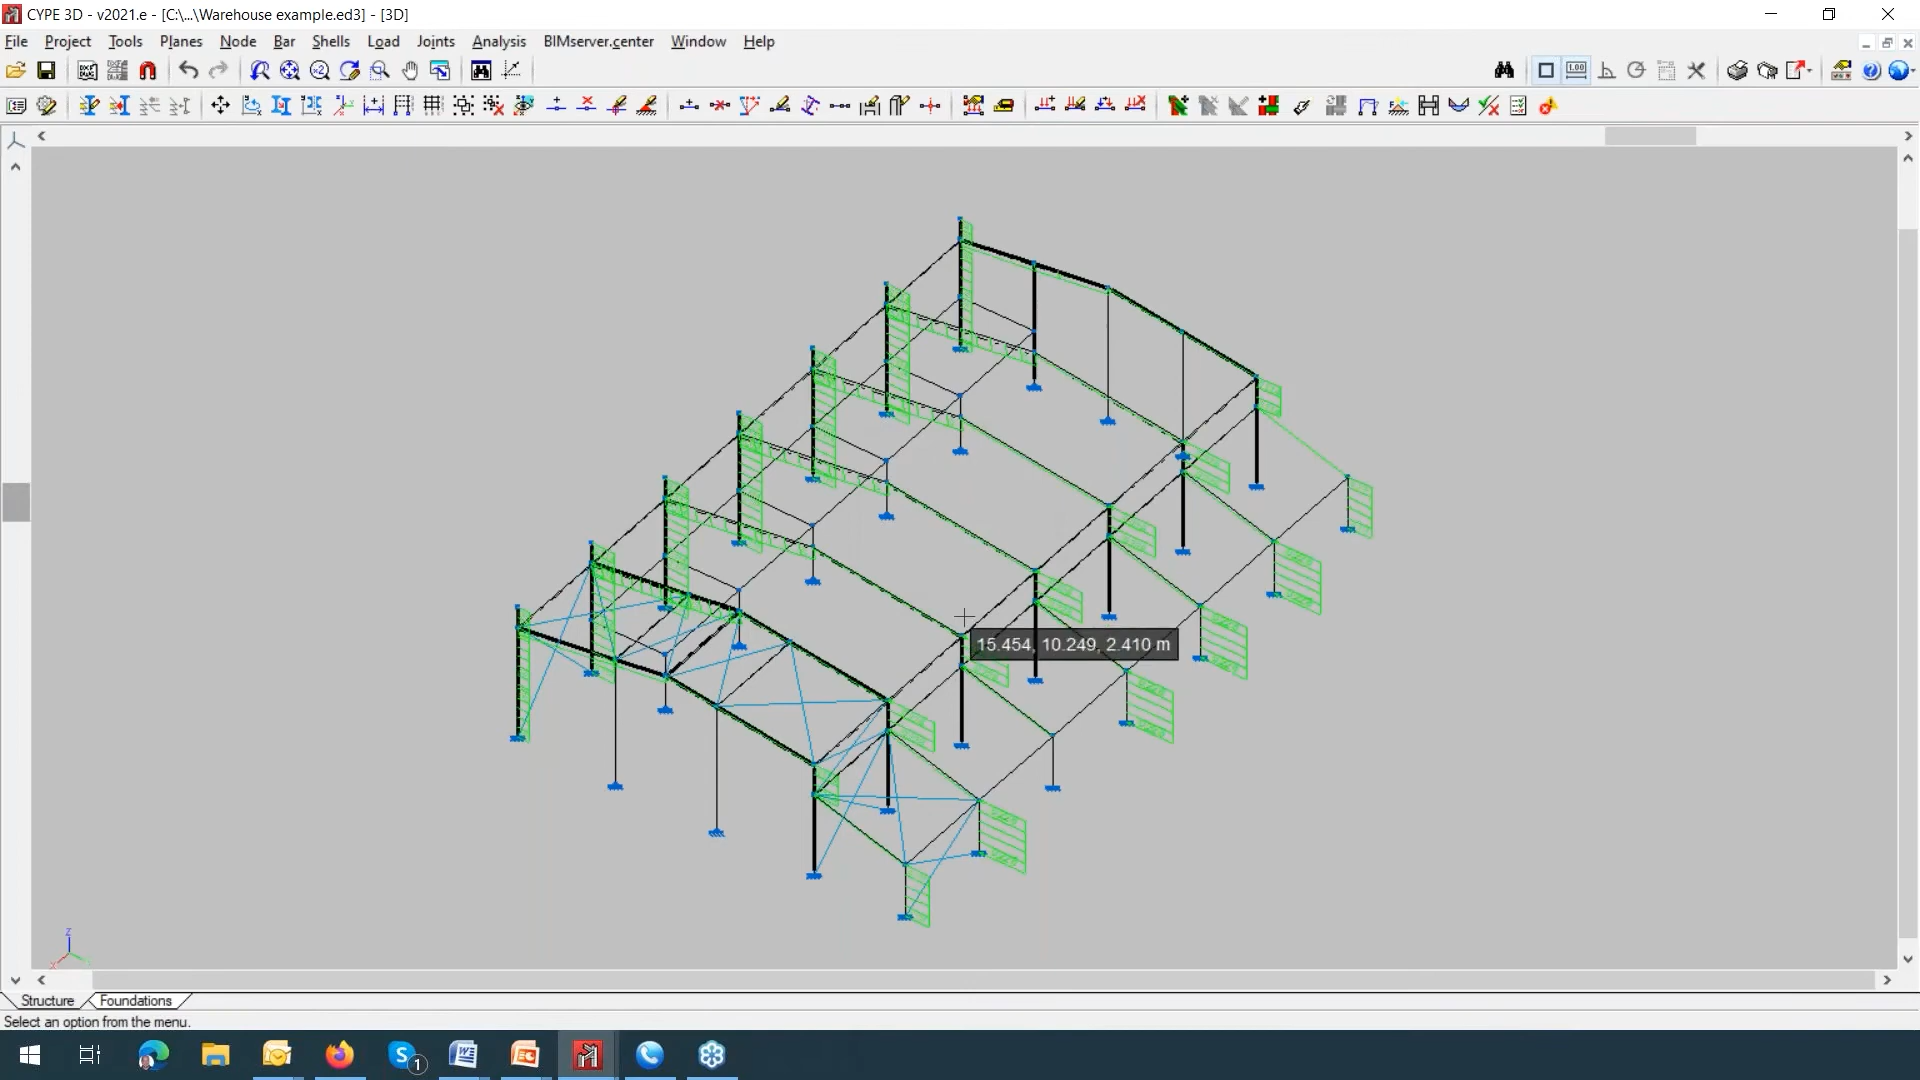 CYPE 3D - v2021.e - [C:\...\Warehouse example.ed3] - [3D]
File Project Tools Planes Node Bar Shells Load Joints Analysis BIMserver.center Window Help
15.454, 10.249, 2.410 m
Z
Structure Foundations
Select an option from the menu.
1